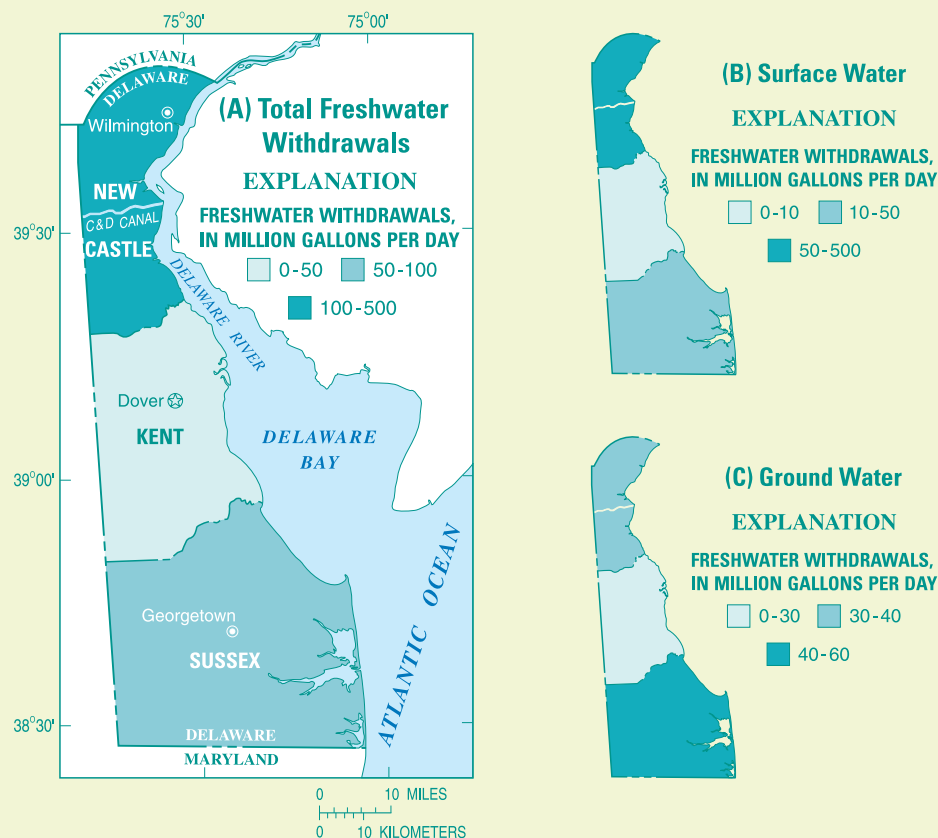 75°30'
75°00'
PENNSYLVANIA
DELAWARE
Wilmington
(A) Total Freshwater
Withdrawals
EXPLANATION
FRESHWATER WITHDRAWALS,
IN MILLION GALLONS PER DAY
0-50
50-100
100-500
NEW
C&D CANAL
CASTLE
39°30'
DELAWARE RIVER
Dover
KENT
DELAWARE
BAY
39°00'
ATLANTIC OCEAN
Georgetown
SUSSEX
38°30'
DELAWARE
MARYLAND
0 10 MILES
0 10 KILOMETERS
(B) Surface Water
EXPLANATION
FRESHWATER WITHDRAWALS,
IN MILLION GALLONS PER DAY
0-10
10-50
50-500
(C) Ground Water
EXPLANATION
FRESHWATER WITHDRAWALS,
IN MILLION GALLONS PER DAY
0-30
30-40
40-60